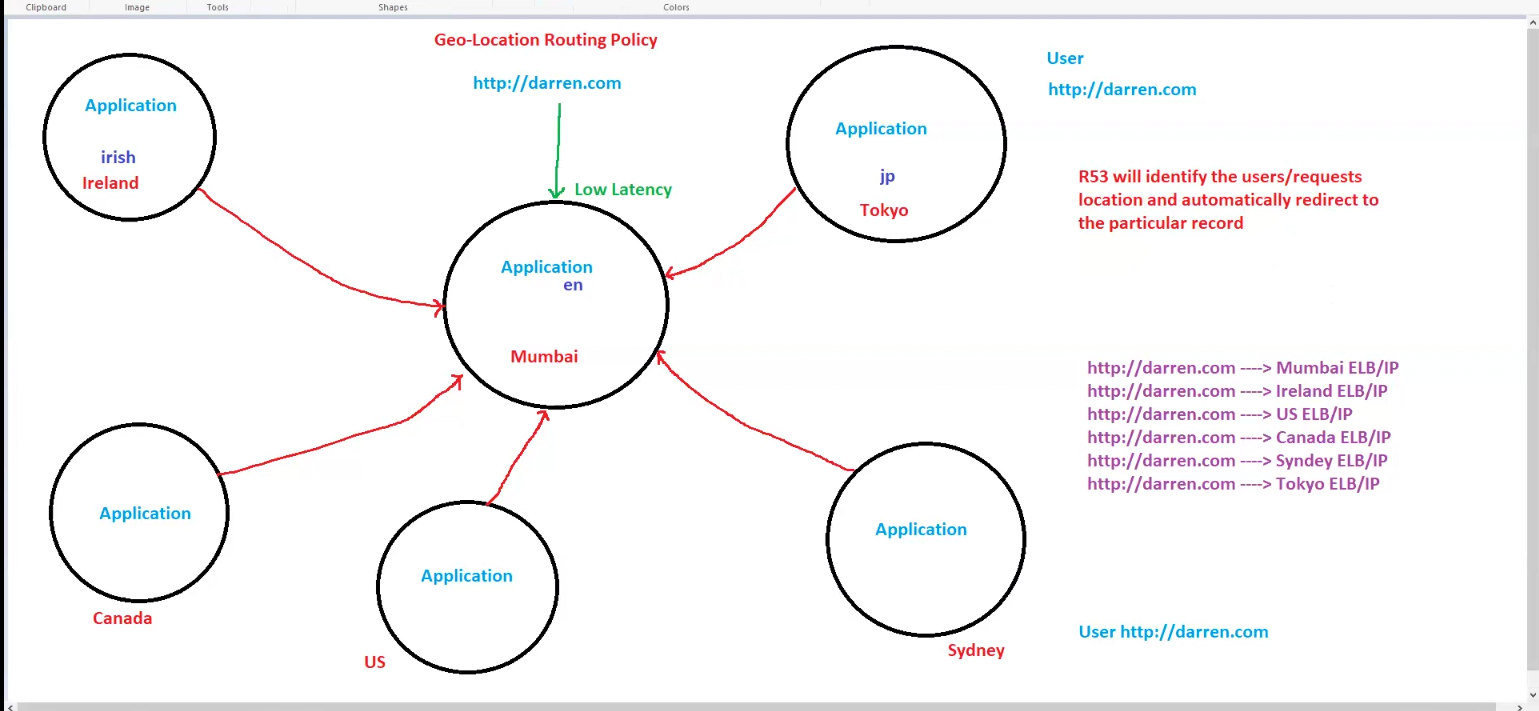 Clipboard
Image
Tools
Shapes
Colors
Geo-Location Routing Policy
http://darren.com
Low Latency
Application
irish
Ireland
Application
jp
Tokyo
User
http://darren.com
R53 will identify the users/requests
location and automatically redirect to
the particular record
Application
en
Mumbai
http://darren.com ----> Mumbai ELB/IP
http://darren.com ----> Ireland ELB/IP
http://darren.com ----> US ELB/IP
http://darren.com ----> Canada ELB/IP
http://darren.com ----> Syndey ELB/IP
http://darren.com ----> Tokyo ELB/IP
Application
Canada
Application
US
Application
Sydney
User http://darren.com